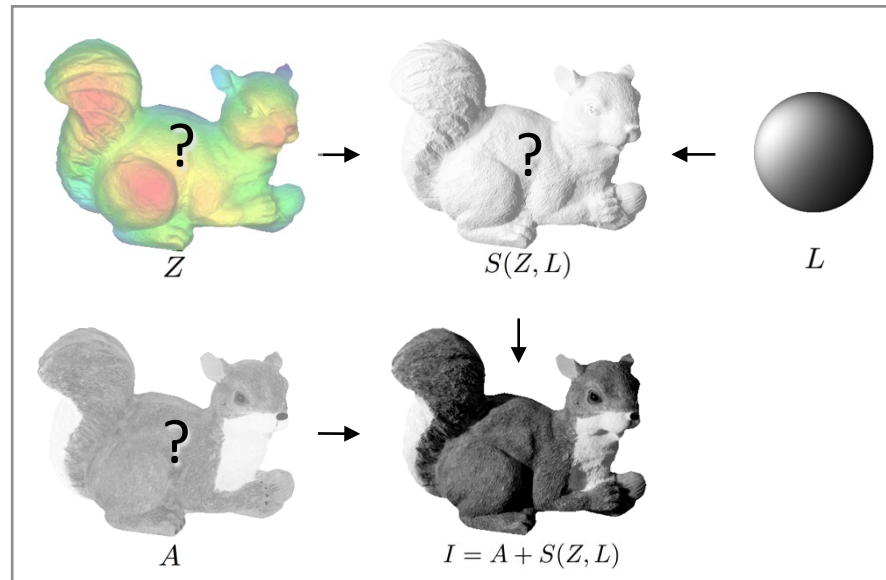 ?
?
Z
S(Z, L)
L
?
A
I = A + S(Z, L)